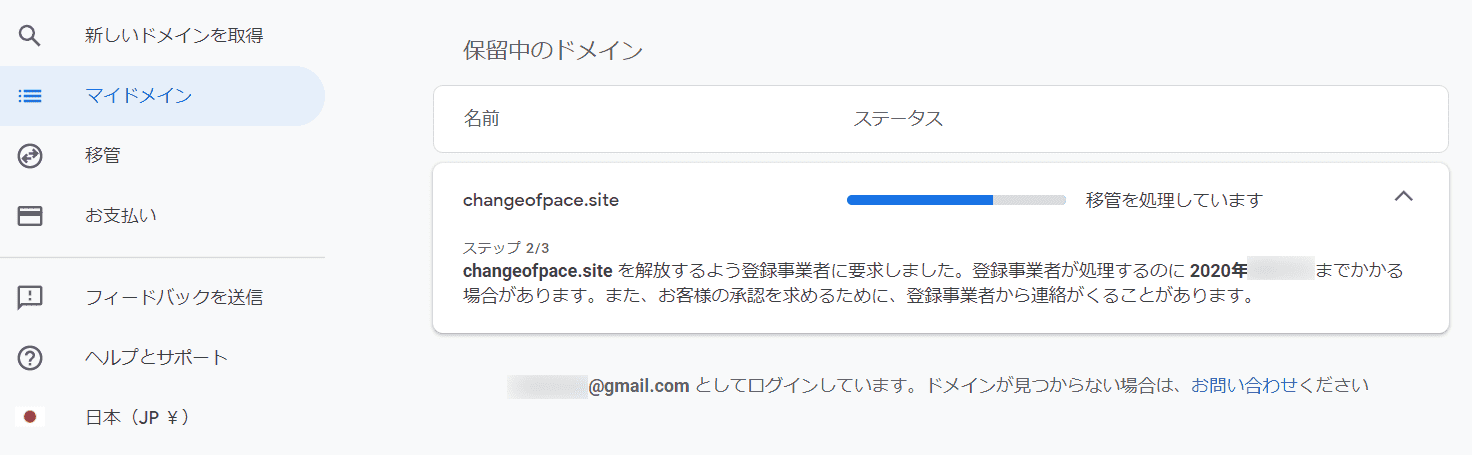 新しいドメインを取得
マイドメイン
移管
お支払い
フィードバックを送信
ヘルプとサポート
日本（JP ￥）
保留中のドメイン
名前 ステータス
changeofpace.site 移管を処理しています
ステップ 2/3
changeofpace.site を解放するよう登録事業者に要求しました。登録事業者が処理するのに 2020年 までかかる
場合があります。また、お客様の承認を求めるために、登録事業者から連絡がくることがあります。
@gmail.com としてログインしています。ドメインが見つからない場合は、お問い合わせください